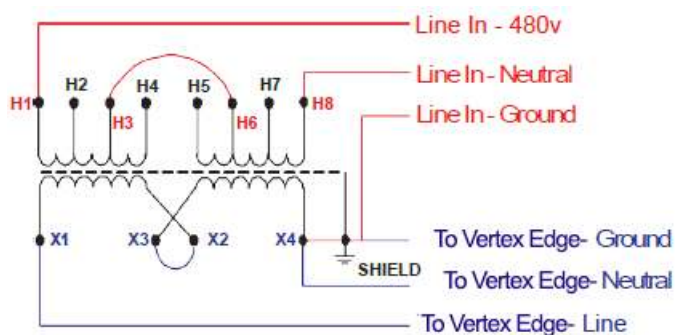 Line In - 480v
H2 H4 H5 H7 Line In - Neutral
H1 H3 H6 H8
Line In - Ground
X1 X3 X2 X4 To Vertex Edge- Ground
SHIELD To Vertex Edge- Neutral
To Vertex Edge- Line